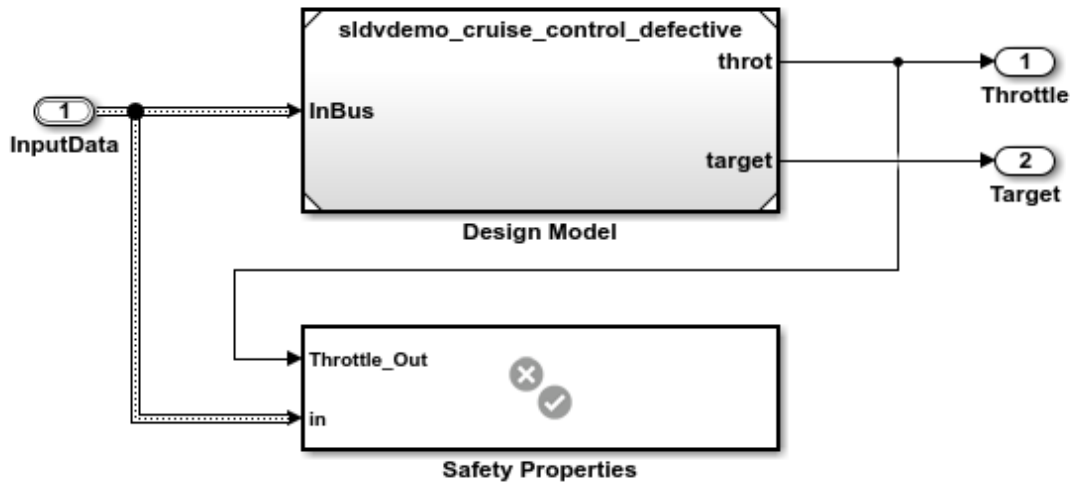 sldvdemo_cruise_control_defective
throt
1
Throttle
1
InputData
InBus
target
2
Target
Design Model
Throttle_Out
in
Safety Properties